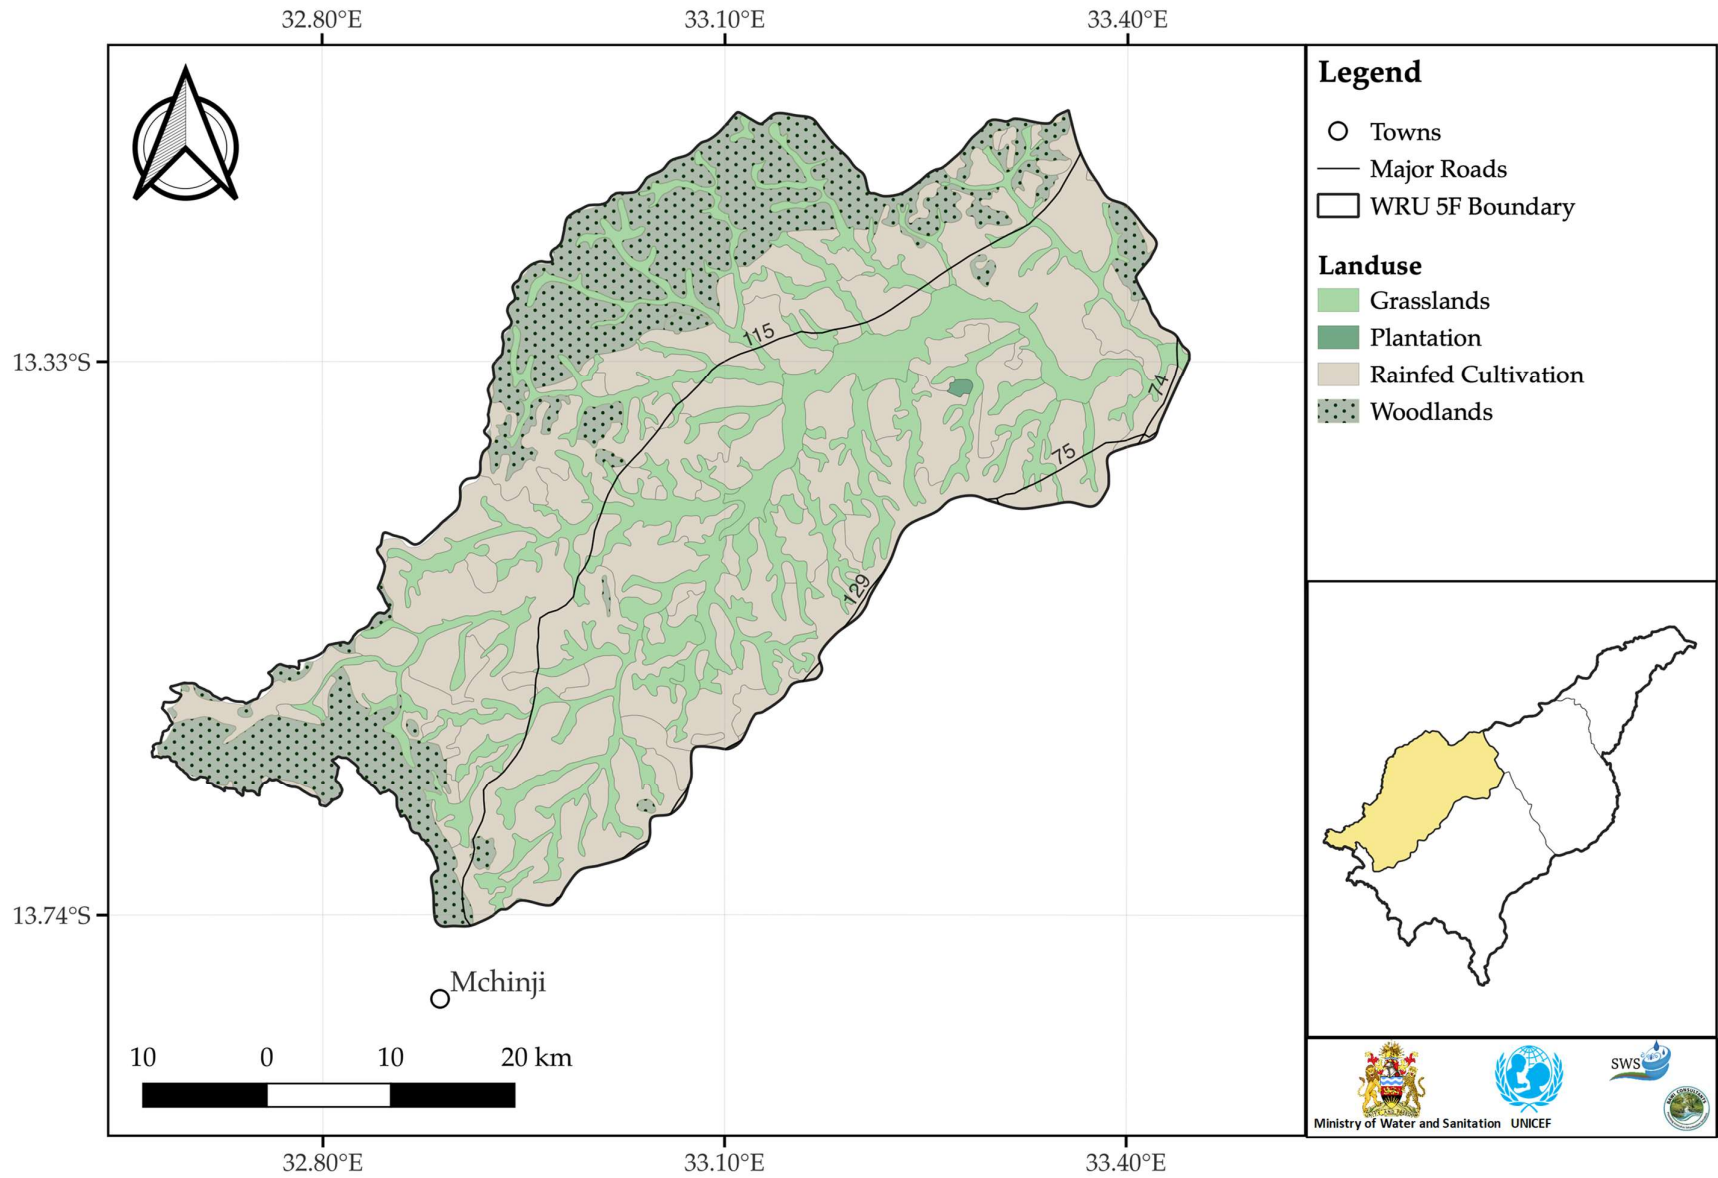 32.80°E 33.10°E 33.40°E
13.33°S
13.74°S
115
74
75
129
Mchinji
10 0 10 20 km
32.80°E 33.10°E 33.40°E
Legend
Towns
Major Roads
WRU 5F Boundary
Landuse
Grasslands
Plantation
Rainfed Cultivation
Woodlands
SWS
Ministry of Water and Sanitation UNICEF